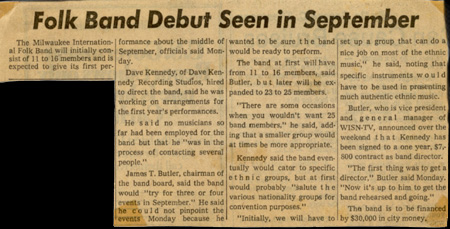 Folk Band Debut Seen in September
The Milwaukee Internation-
al Folk Band will initially con-
sist of 11 to 16 members and is
expected to give its first per-
formance about the middle of
September, officials said Mon-
day.
Dave Kennedy, of Dave Ken-
nedy Recording Studios, hired
to direct the band, said he was
working on arrangements for
the first year's performances.
He said no musicians so
far had been employed for the
band but that he "was in the
process of contacting several
people."
James T. Butler, chairman of
the band board, said the band
would "try for three or four
events in September." He said
he could not pinpoint the
events Monday because he
wanted to be sure the band
would be ready to perform.
The band at first will have
from 11 to 16 members, said
Butler, but later will be ex-
panded to 23 to 25 members.
"There are some occasions
when you wouldn't want 25
band members," he said, add-
ing that a smaller group would
at times be more appropriate.
Kennedy said the band even-
tually would cator to specific
ethnic groups, but at first
would probably "salute the
various nationality groups for
convention purposes."
"Initially, we will have to
set up a group that can do a
nice job on most of the ethnic
music," he said, noting that
specific instruments would
have to be used in presenting
much authentic ethnic music.
Butler, who is vice president
and general manager of
WISN-TV, announced over the
weekend that Kennedy has
been signed to a one year, $7,-
800 contract as band director.
"The first thing was to get a
director," Butler said Monday.
"Now it's up to him to get the
band rehearsed and going."
The band is to be financed
by $30,000 in city money.